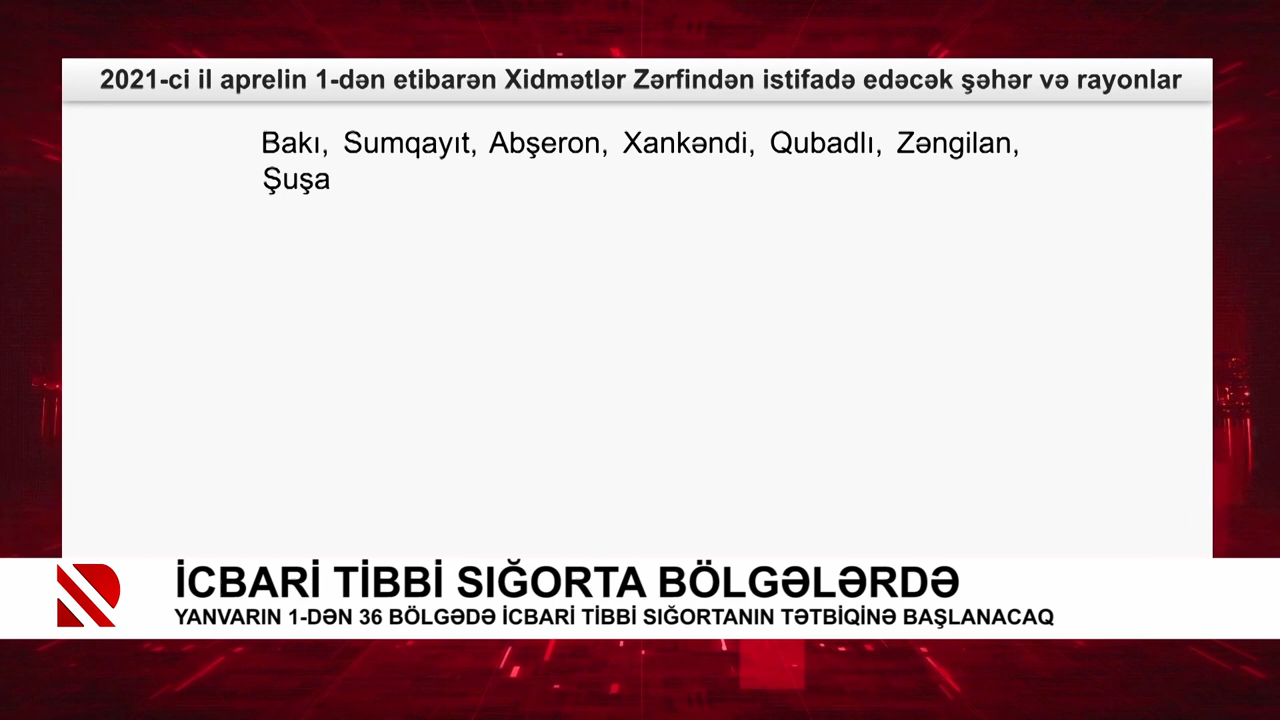 2021-ci il aprelin 1-dən etibarən Xidmətlər Zərfindən istifadə edəcək şəhər və rayonlar
Bakı, Sumqayıt, Abşeron, Xankəndi, Qubadlı, Zəngilan,
Şuşa
İCBARİ TİBBİ SIĞORTA BÖLGƏLƏRDƏ
YANVARIN 1-DƏN 36 BÖLGƏDƏ İCBARİ TİBBİ SIĞORTANIN TƏTBİQİNƏ BAŞLANACAQ